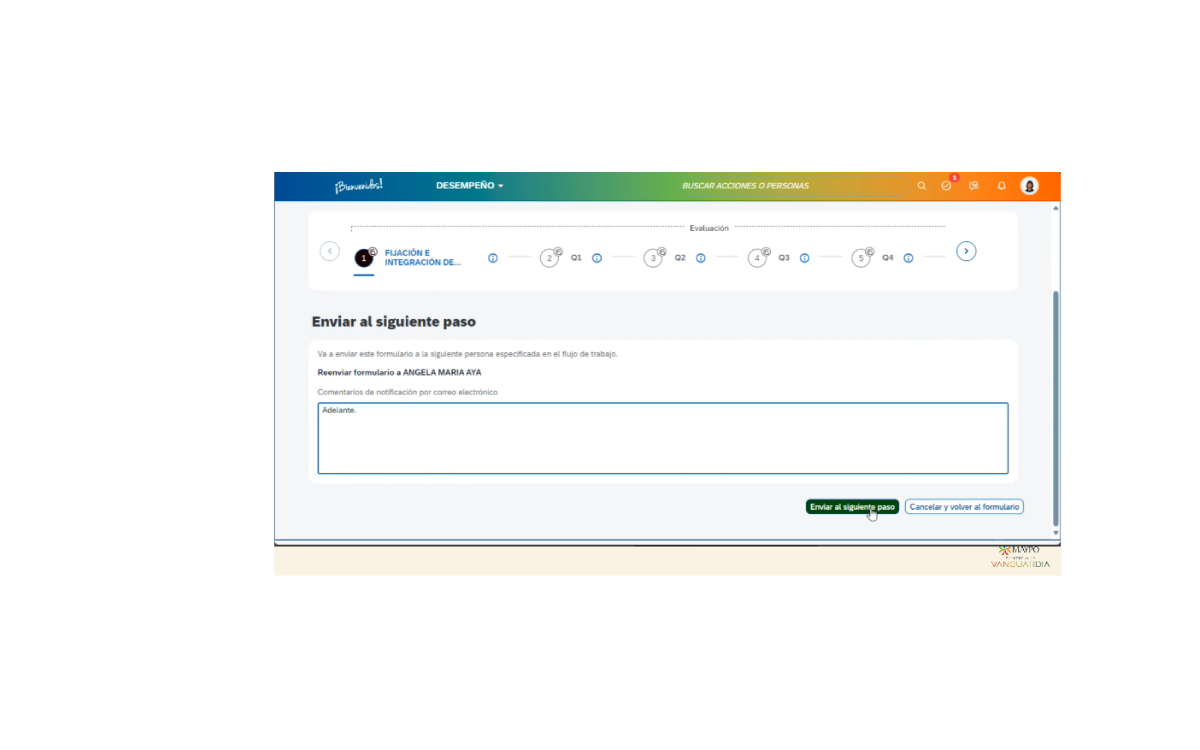 ¡Bienvenidos!
DESEMPEÑO
BUSCAR ACCIONES O PERSONAS
1
Evaluación
1
FIJACIÓN E
INTEGRACIÓN DE...
2
Q1
3
Q2
4
Q3
5
Q4
Enviar al siguiente paso
Va a enviar este formulario a la siguiente persona especificada en el flujo de trabajo.
Reenviar formulario a ANGELA MARIA AYA
Comentarios de notificación por correo electrónico
Adelante.
Enviar al siguiente paso
Cancelar y volver al formulario
MAYPO
VANGUARDIA